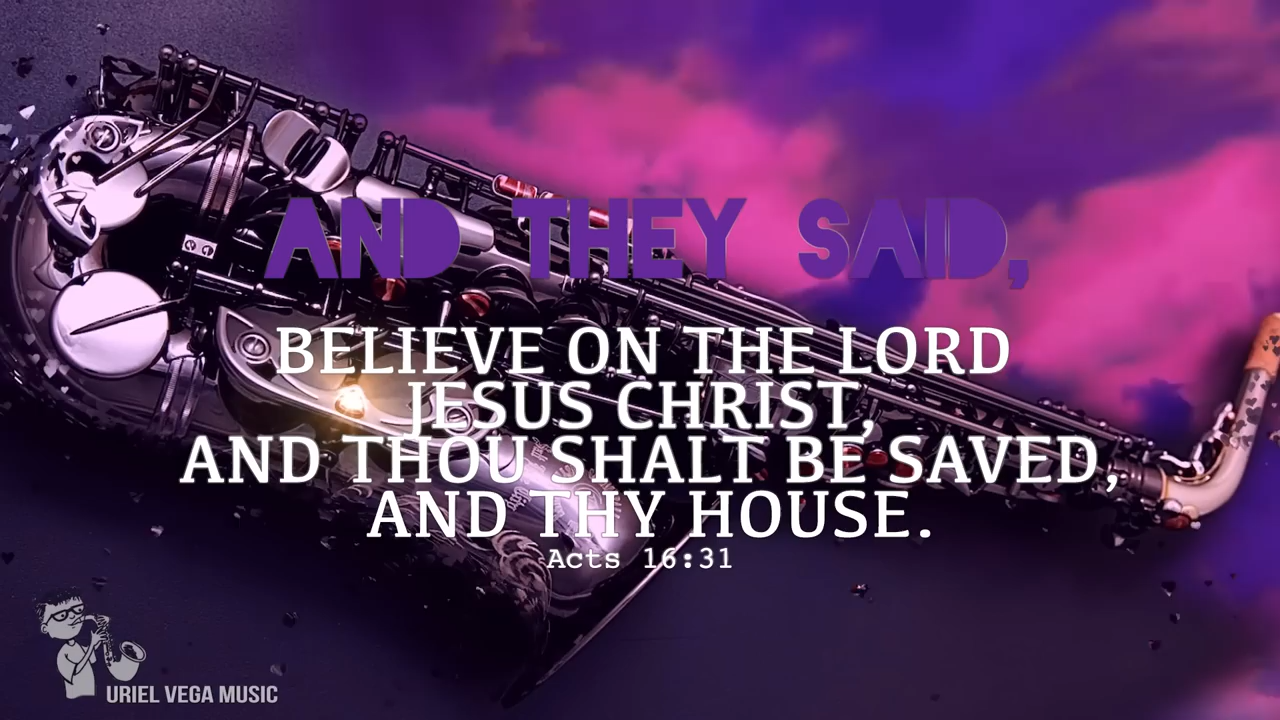 AND THEY SAID,
BELIEVE ON THE LORD
JESUS CHRIST,
AND THOU SHALT BE SAVED,
AND THY HOUSE.
Acts 16:31
URIEL VEGA MUSIC